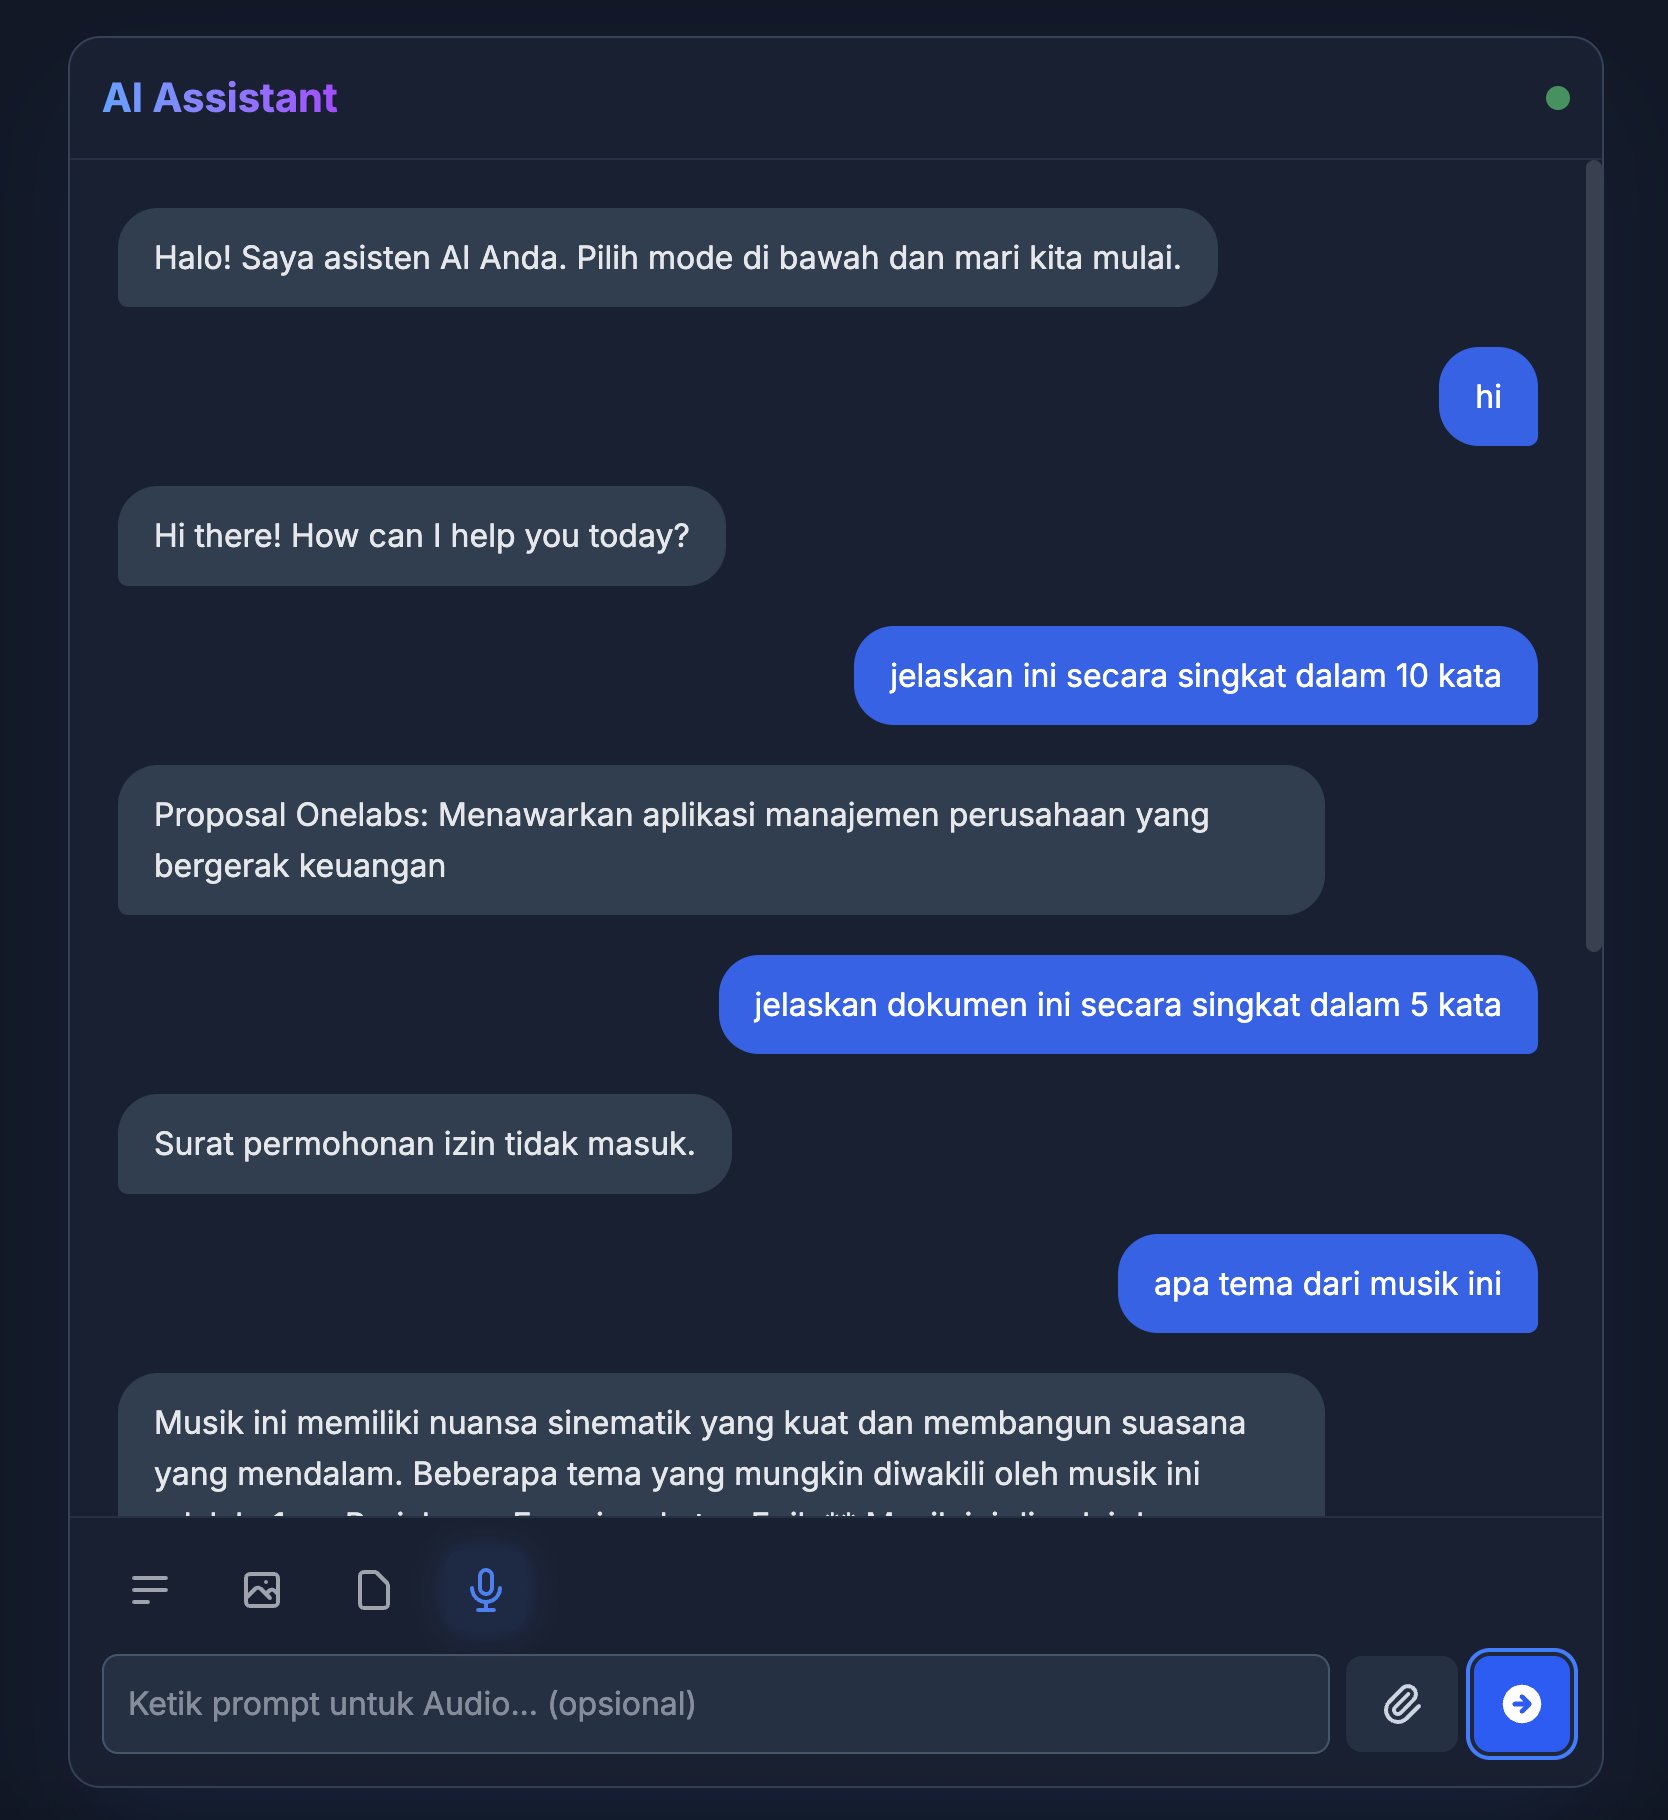 AI Assistant
Halo! Saya asisten AI Anda. Pilih mode di bawah dan mari kita mulai.
hi
Hi there! How can I help you today?
jelaskan ini secara singkat dalam 10 kata
Proposal Onelabs: Menawarkan aplikasi manajemen perusahaan yang
bergerak keuangan
jelaskan dokumen ini secara singkat dalam 5 kata
Surat permohonan izin tidak masuk.
apa tema dari musik ini
Musik ini memiliki nuansa sinematik yang kuat dan membangun suasana
yang mendalam. Beberapa tema yang mungkin diwakili oleh musik ini
Ketik prompt untuk Audio... (opsional)